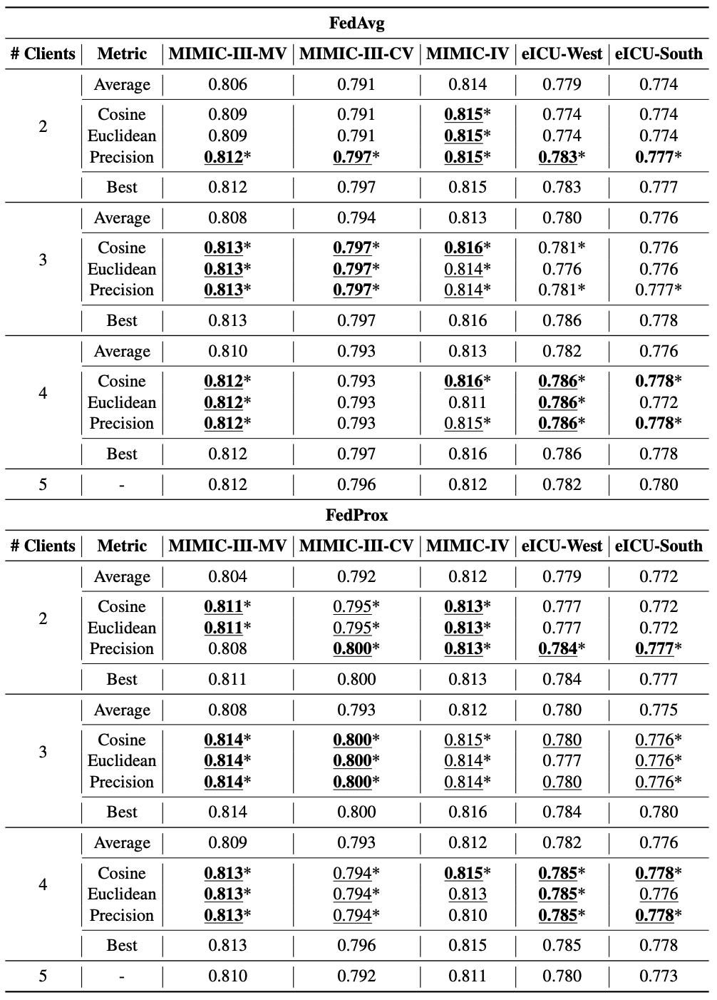 FedAvg
# Clients Metric MIMIC-III-MV MIMIC-III-CV MIMIC-IV eICU-West eICU-South
Average 0.806 0.791 0.814 0.779 0.774
Cosine 0.809 0.791 0.815* 0.774 0.774
2
Euclidean 0.809 0.791 0.815* 0.774 0.774
Precision 0.812* 0.797* 0.815* 0.783* 0.777*
Best 0.812 0.797 0.815 0.783 0.777
Average 0.808 0.794 0.813 0.780 0.776
Cosine 0.813* 0.797* 0.816* 0.781* 0.776
3
Euclidean 0.813* 0.797* 0.814* 0.776 0.776
Precision 0.813* 0.797* 0.814* 0.781* 0.777*
Best 0.813 0.797 0.816 0.786 0.778
Average 0.810 0.793 0.813 0.782 0.776
Cosine 0.812* 0.793 0.816* 0.786* 0.778*
4
Euclidean 0.812* 0.793 0.811 0.786* 0.772
Precision 0.812* 0.793 0.815* 0.786* 0.778*
Best 0.812 0.797 0.816 0.786 0.778
5 - 0.812 0.796 0.812 0.782 0.780
FedProx
# Clients Metric MIMIC-III-MV MIMIC-III-CV MIMIC-IV eICU-West eICU-South
Average 0.804 0.792 0.812 0.779 0.772
Cosine 0.811* 0.795* 0.813* 0.777 0.772
2
Euclidean 0.811* 0.795* 0.813* 0.777 0.772
Precision 0.808 0.800* 0.813* 0.784* 0.777*
Best 0.811 0.800 0.813 0.784 0.777
Average 0.808 0.793 0.812 0.780 0.775
Cosine 0.814* 0.800* 0.815* 0.780 0.776*
3
Euclidean 0.814* 0.800* 0.814* 0.777 0.776*
Precision 0.814* 0.800* 0.814* 0.780 0.776*
Best 0.814 0.800 0.816 0.784 0.780
Average 0.809 0.793 0.812 0.782 0.776
Cosine 0.813* 0.794* 0.815* 0.785* 0.778*
4
Euclidean 0.813* 0.794* 0.813 0.785* 0.776
Precision 0.813* 0.794* 0.810 0.785* 0.778*
Best 0.813 0.796 0.815 0.785 0.778
5 - 0.810 0.792 0.811 0.780 0.773